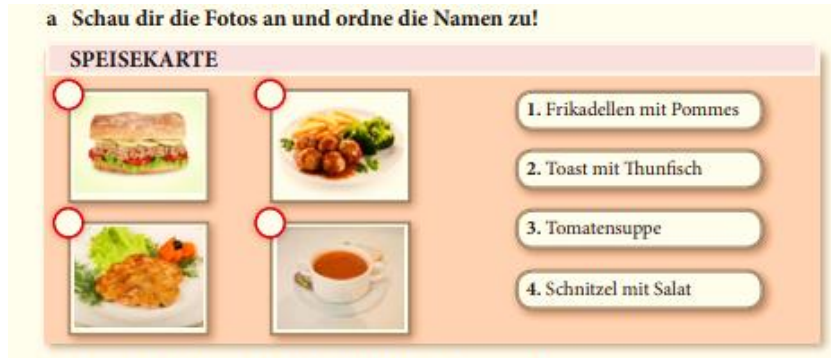 a Schau dir die Fotos an und ordne die Namen zu!
SPEISEKARTE
1. Frikadellen mit Pommes
2. Toast mit Thunfisch
3. Tomatensuppe
4. Schnitzel mit Salat